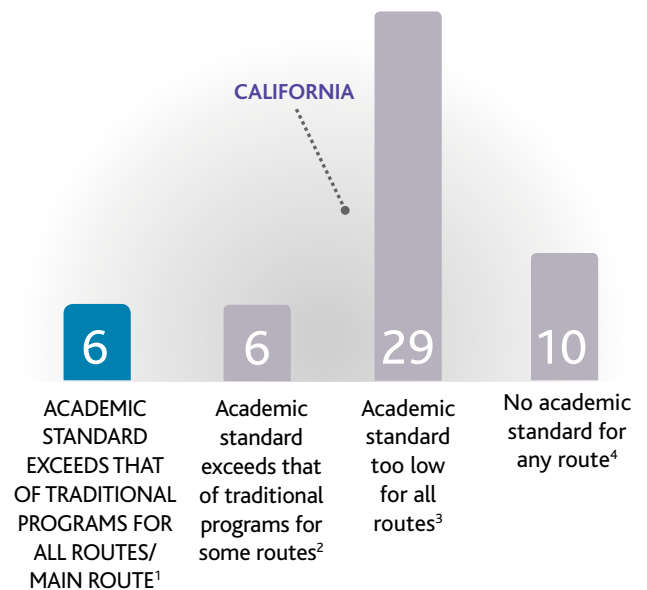 CALIFORNIA
6
6
29
10
ACADEMIC
STANDARD
EXCEEDS THAT
OF TRADITIONAL
PROGRAMS FOR
ALL ROUTES/
MAIN ROUTE¹
Academic
standard
exceeds that
of traditional
programs for
some routes²
Academic
standard
too low
for all
routes³
No academic
standard for
any route⁴